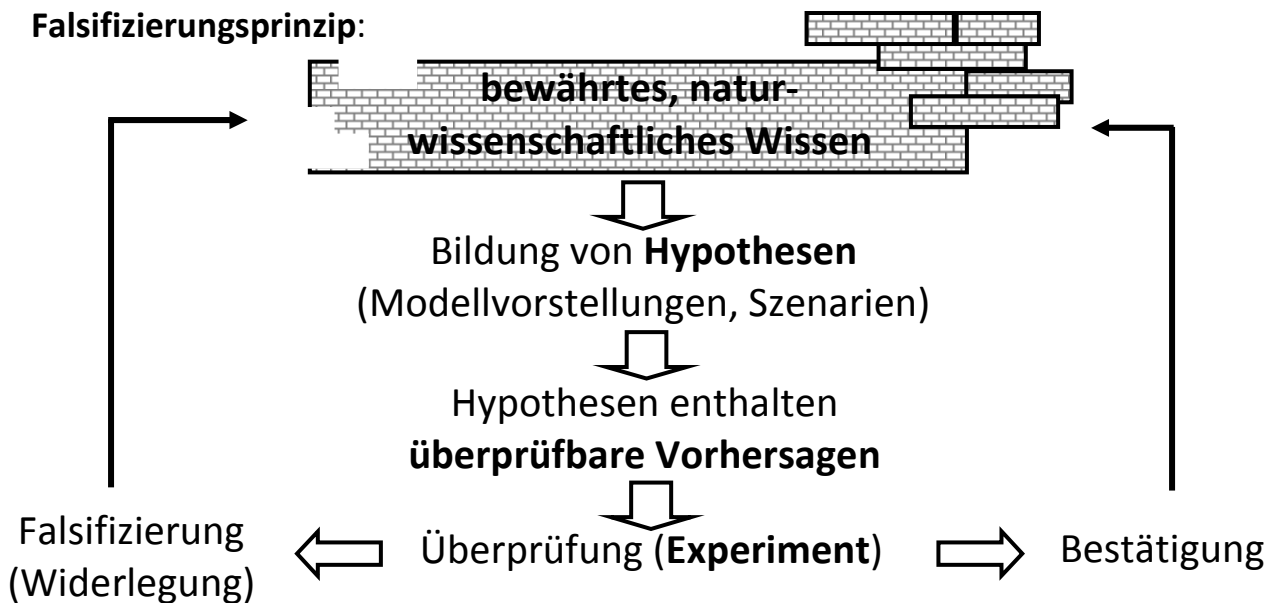 Falsifizierungsprinzip:
bewährtes, natur-
wissenschaftliches Wissen
Bildung von Hypothesen
(Modellvorstellungen, Szenarien)
Hypothesen enthalten
überprüfbare Vorhersagen
Falsifizierung
(Widerlegung)
Überprüfung (Experiment)
Bestätigung